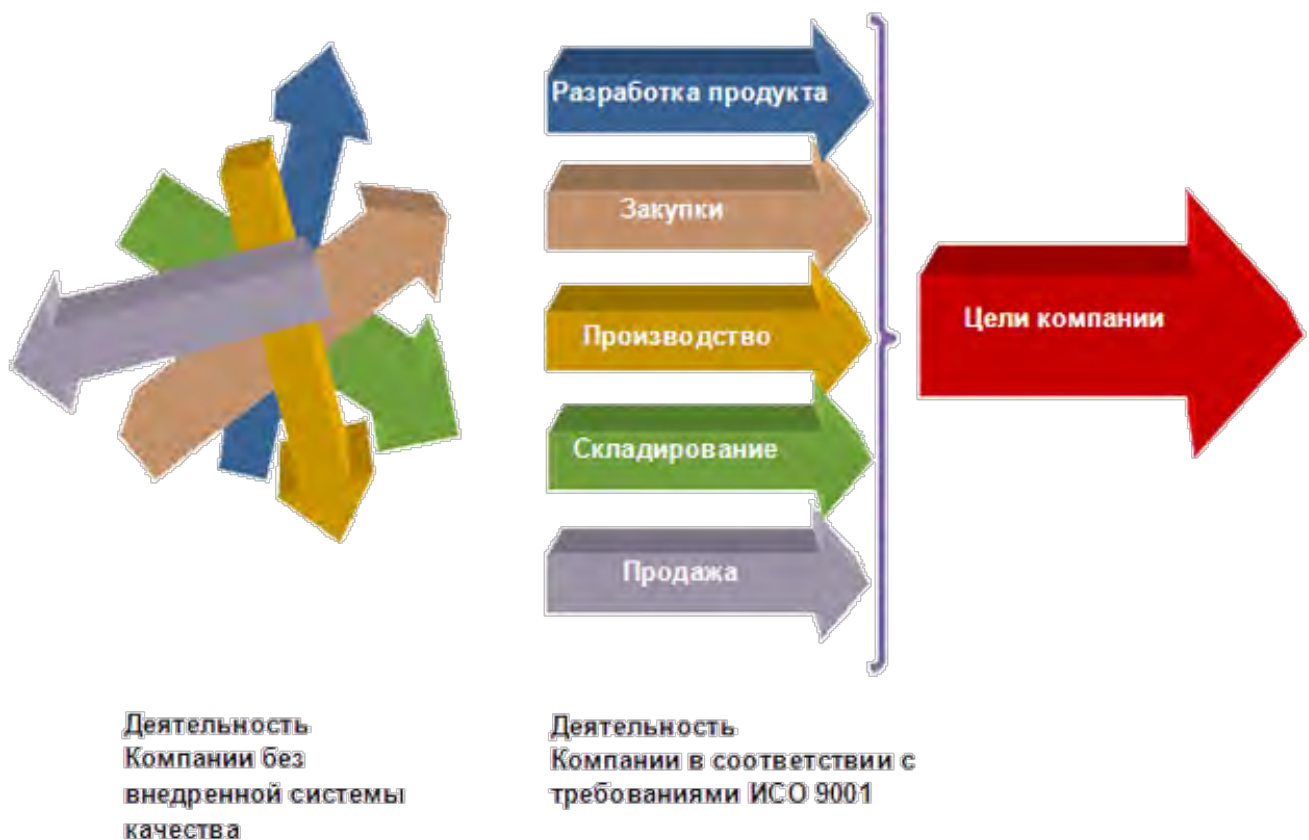 Разработка продукта
Закупки
Производство
Складирование
Продажа
Цели компании
Деятельность
Компании без
внедренной системы
качества
Деятельность
Компании в соответствии с
требованиями ИСО 9001